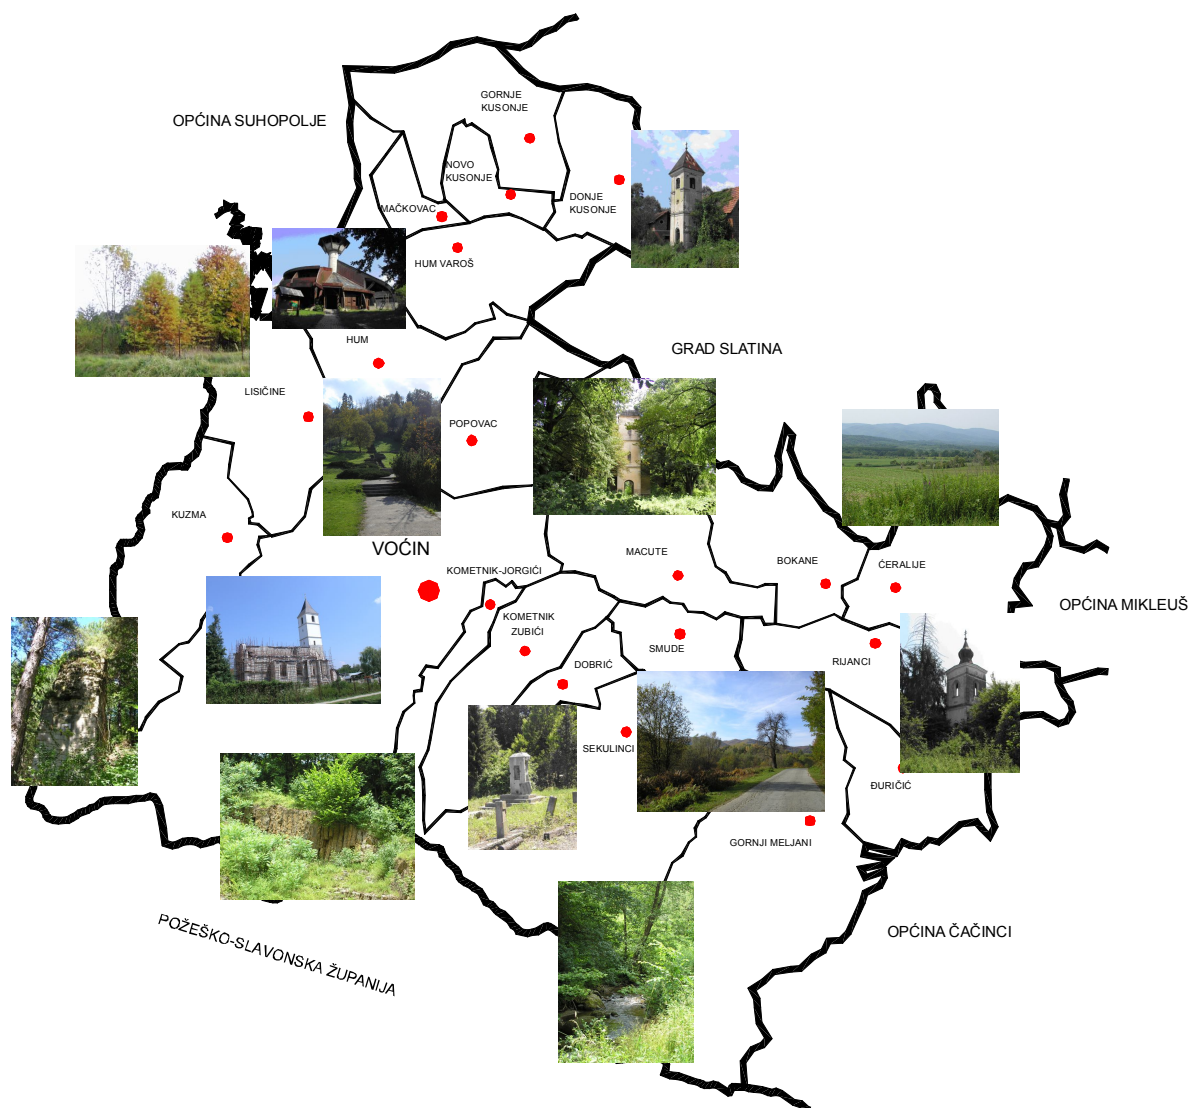 GORNJE
KUSONJE
OPĆINA SUHOPOLJE
NOVO
KUSONJE
DONJE
KUSONJE
MAČKOVAC
HUM VAROŠ
HUM
GRAD SLATINA
LISIČINE
POPOVAC
KUZMA
VOĆIN
MACUTE
BOKANE
ĆERALIJE
KOMETNIK-JORGIĆI
OPĆINA MIKLEUŠ
KOMETNIK
ZUBIĆI
SMUDE
RIJANCI
DOBRIĆ
SEKULINCI
ĐURIČIĆ
GORNJI MELJANI
POŽEŠKO-SLAVONSKA ŽUPANIJA
OPĆINA ČAČINCI